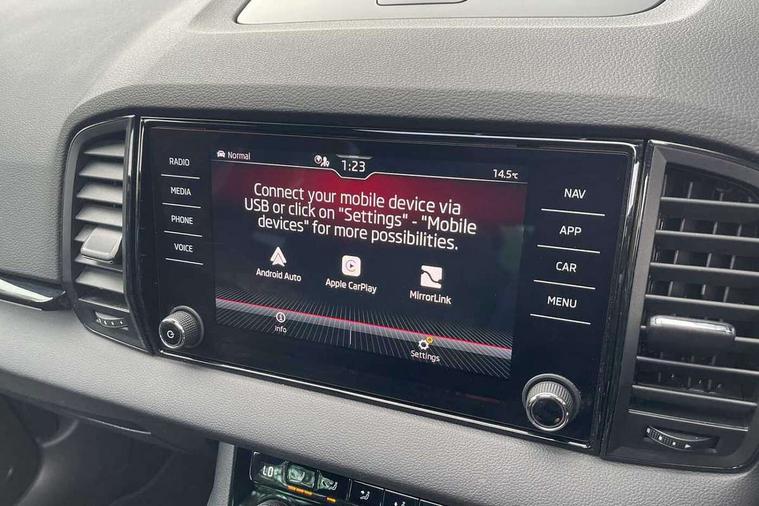 Normal
1:23
14.5°C
RADIO
MEDIA
PHONE
VOICE
Connect your mobile device via
USB or click on "Settings" - "Mobile
devices" for more possibilities.
Android Auto
Apple CarPlay
MirrorLink
Info
Settings
NAV
APP
CAR
MENU
LO